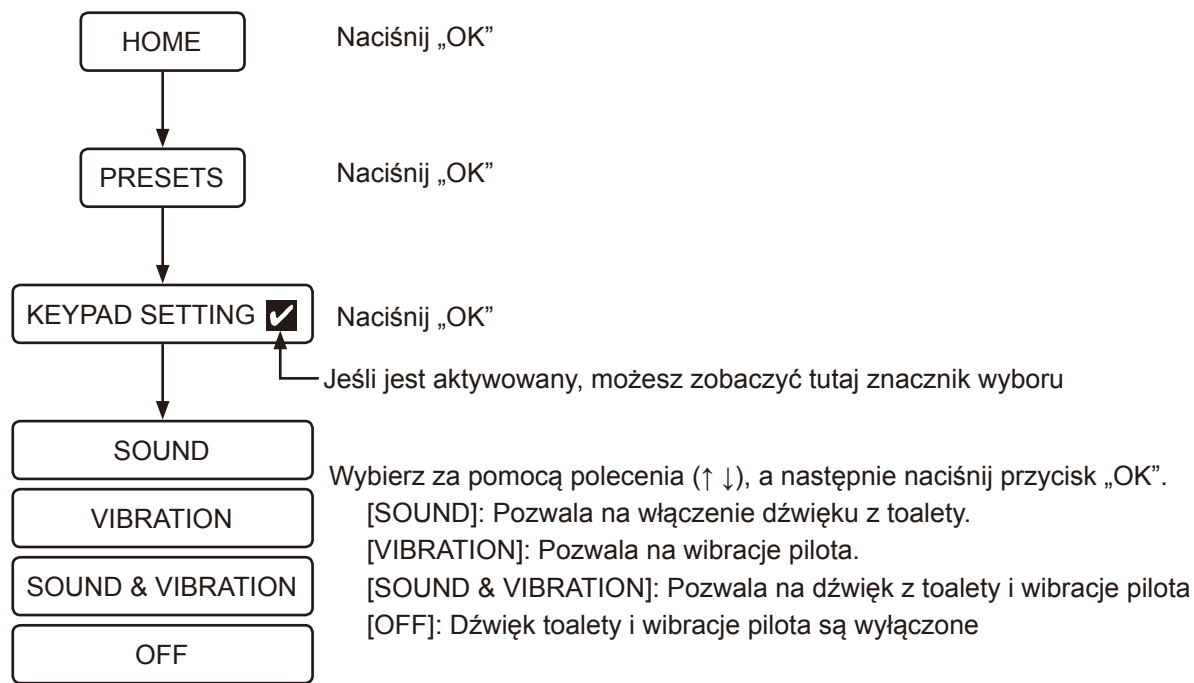 HOME
Naciśnij „OK”
PRESETS
Naciśnij „OK”
KEYPAD SETTING ✔
Naciśnij „OK”
Jeśli jest aktywowany, możesz zobaczyć tutaj znacznik wyboru
SOUND
VIBRATION
SOUND & VIBRATION
OFF
Wybierz za pomocą polecenia (↑ ↓), a następnie naciśnij przycisk „OK”.
[SOUND]: Pozwala na włączenie dźwięku z toalety.
[VIBRATION]: Pozwala na wibracje pilota.
[SOUND & VIBRATION]: Pozwala na dźwięk z toalety i wibracje pilota
[OFF]: Dźwięk toalety i wibracje pilota są wyłączone